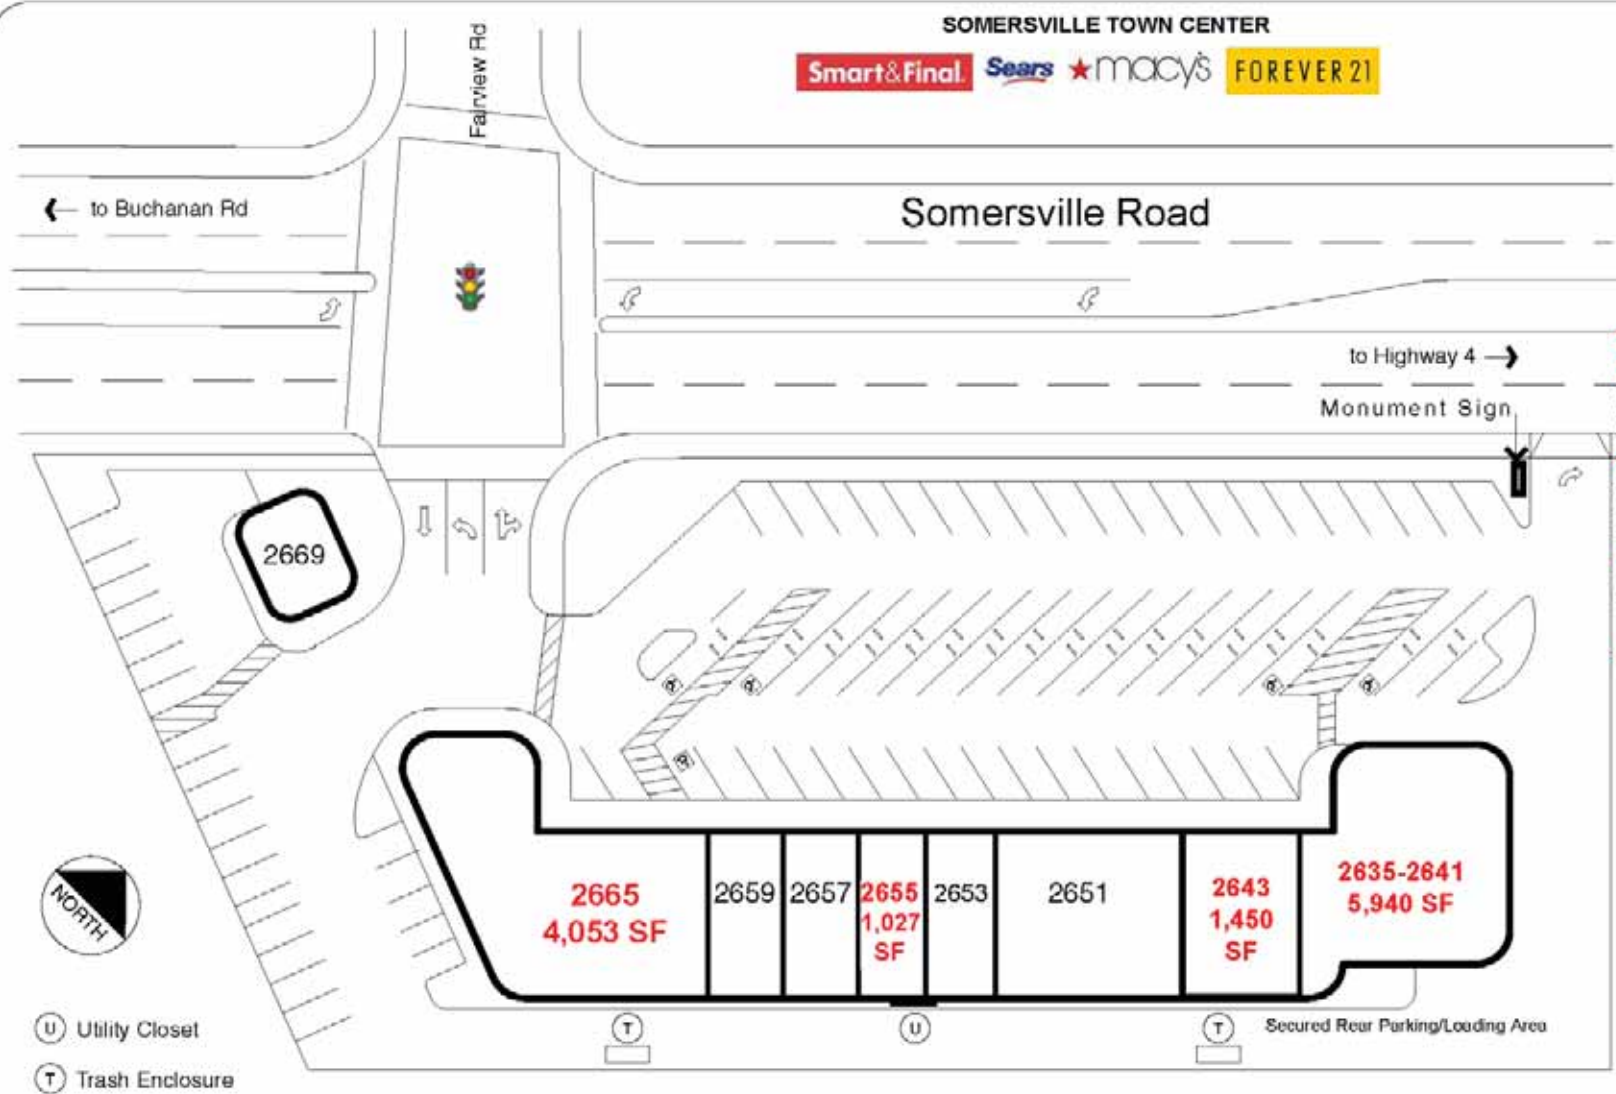 SOMERSVILLE TOWN CENTER
Smart&Final. Sears ★macy's FOREVER 21
Fairview Rd
to Buchanan Rd
Somersville Road
to Highway 4
Monument Sign
2669
2665
4,053 SF
2659
2657
2655
1,027
SF
2653
2651
2643
1,450
SF
2635-2641
5,940 SF
NORTH
U Utility Closet
T Trash Enclosure
T
U
T
Secured Rear Parking/Loading Area